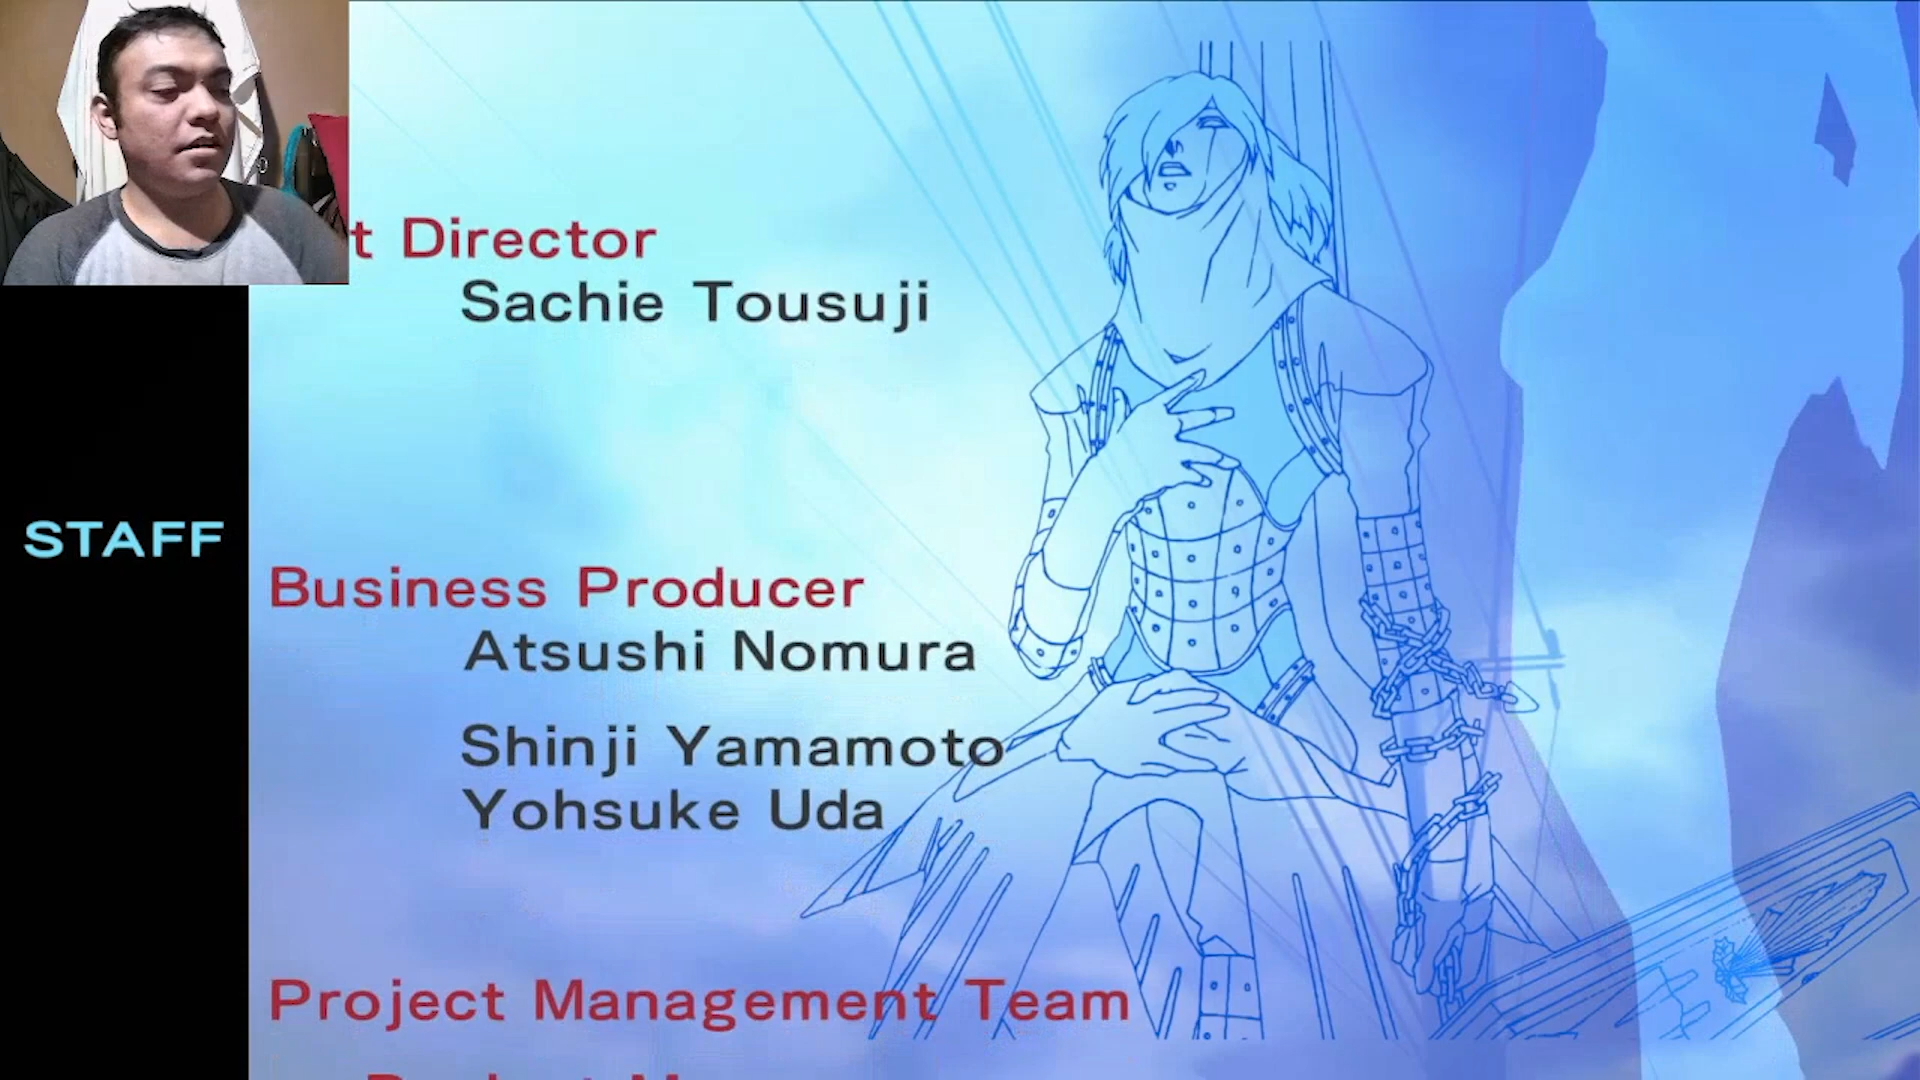 t Director
Sachie Tousuji
STAFF
Business Producer
Atsushi Nomura
Shinji Yamamoto
Yohsuke Uda
Project Management Team